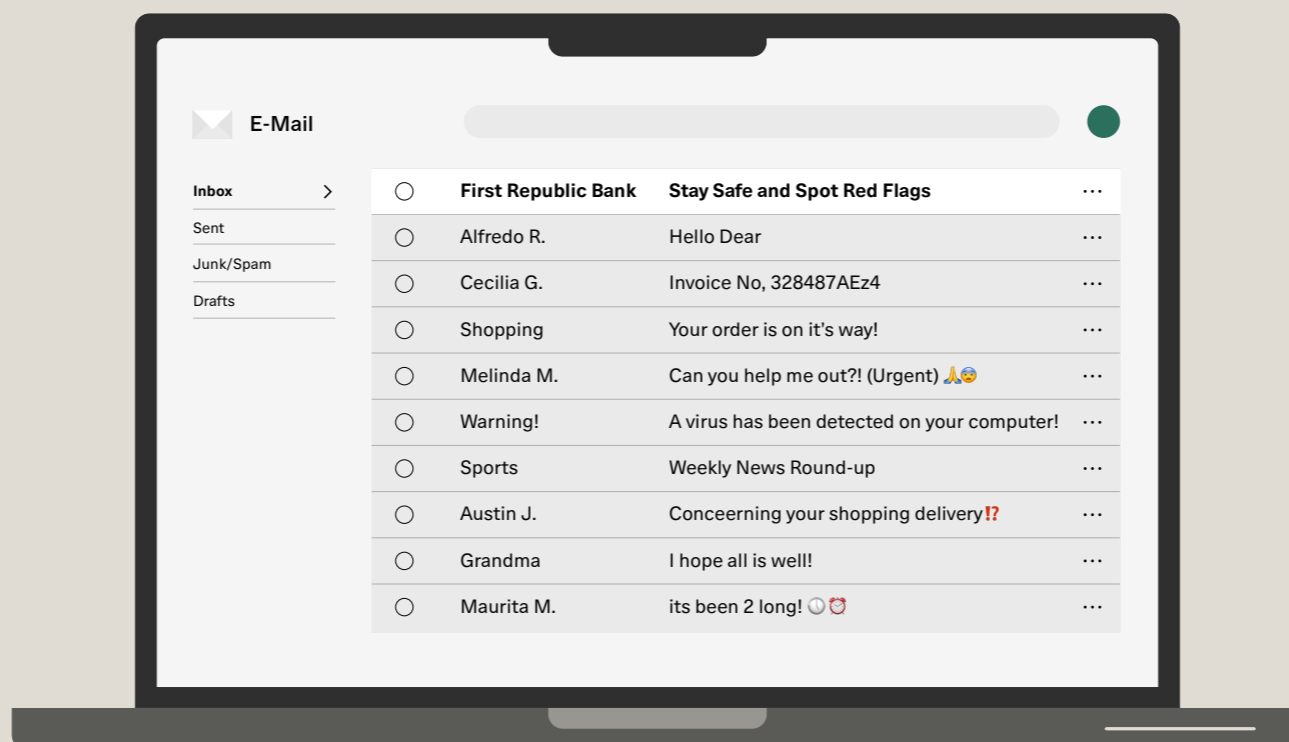 E-Mail
Inbox
Sent
Junk/Spam
Drafts
First Republic Bank Stay Safe and Spot Red Flags ...
Alfredo R. Hello Dear ...
Cecilia G. Invoice No, 328487AEz4 ...
Shopping Your order is on it's way! ...
Melinda M. Can you help me out?! (Urgent) 🙏😨 ...
Warning! A virus has been detected on your computer! ...
Sports Weekly News Round-up ...
Austin J. Conceerning your shopping delivery⁉️ ...
Grandma I hope all is well! ...
Maurita M. its been 2 long! 🕔⏰ ...